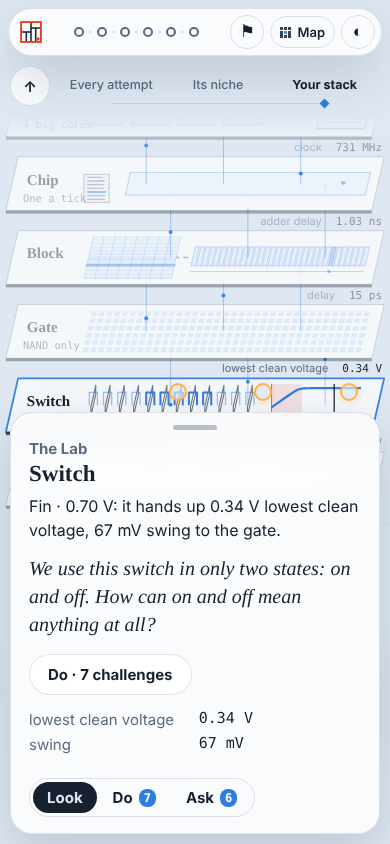 Map
Every attempt Its niche Your stack
4 big cores
clock 731 MHz
Chip
One a tick
adder delay 1.03 ns
Block
delay 15 ps
Gate
NAND only
lowest clean voltage 0.34 V
Switch
The Lab
Switch
Fin · 0.70 V: it hands up 0.34 V lowest clean
voltage, 67 mV swing to the gate.
We use this switch in only two states: on
and off. How can on and off mean
anything at all?
Do · 7 challenges
lowest clean voltage 0.34 V
swing 67 mV
Look Do 7 Ask 6